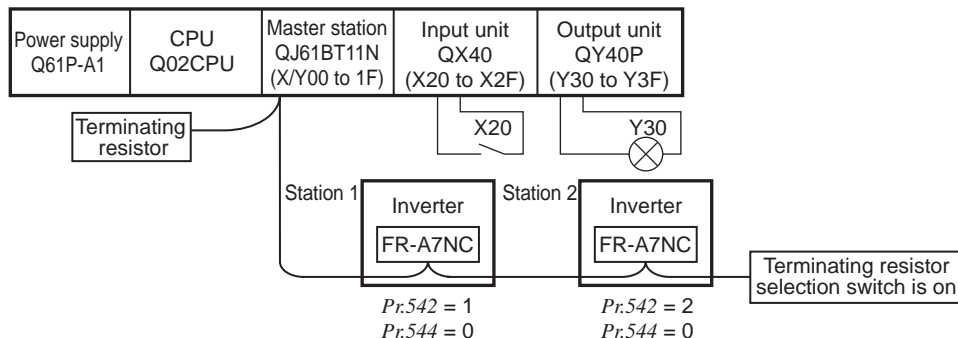 Power supply
Q61P-A1
CPU
Q02CPU
Master station
QJ61BT11N
(X/Y00 to 1F)
Input unit
QX40
(X20 to X2F)
Output unit
QY40P
(Y30 to Y3F)
Terminating
resistor
X20
Y30
Station 1
Inverter
FR-A7NC
Station 2
Inverter
FR-A7NC
Terminating resistor
selection switch is on
Pr.542 = 1
Pr.544 = 0
Pr.542 = 2
Pr.544 = 0